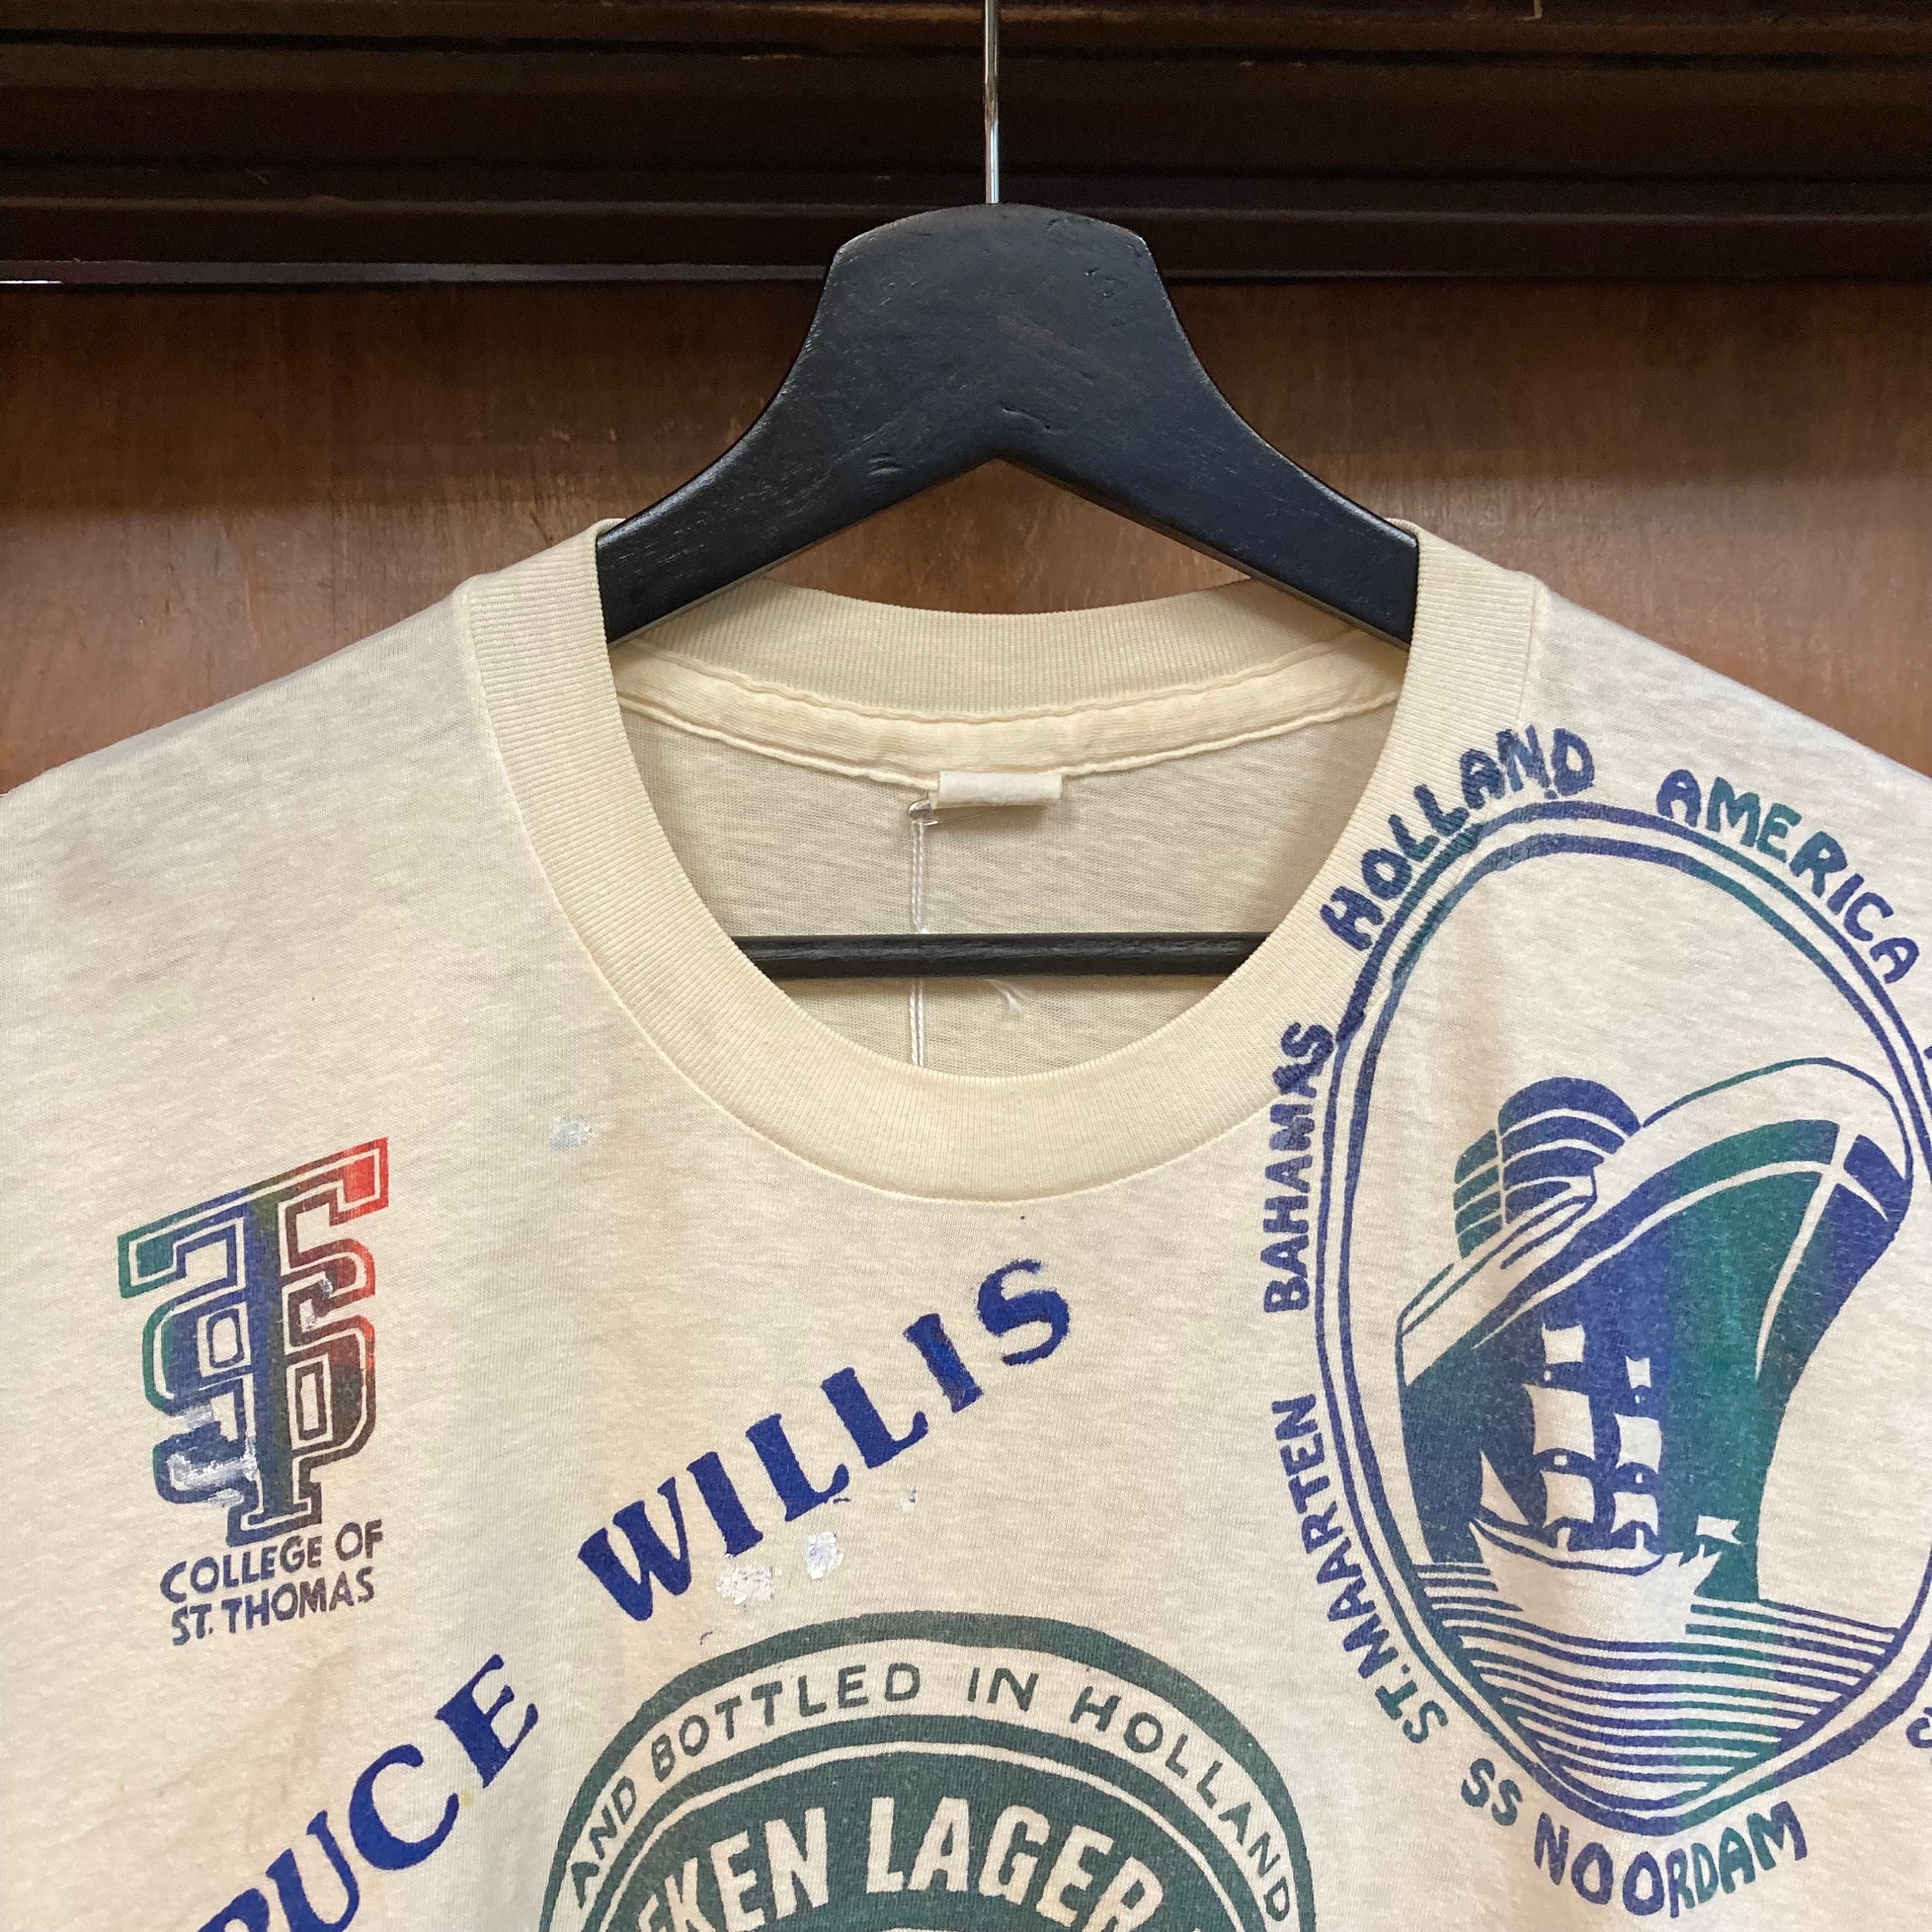 HOLLAND AMERICA
BAHAMAS
ST. MAARTEN
SS NOORDAM
COLLEGE OF
ST. THOMAS
WILLIS
AND BOTTLED IN HOLLAND
LAGER